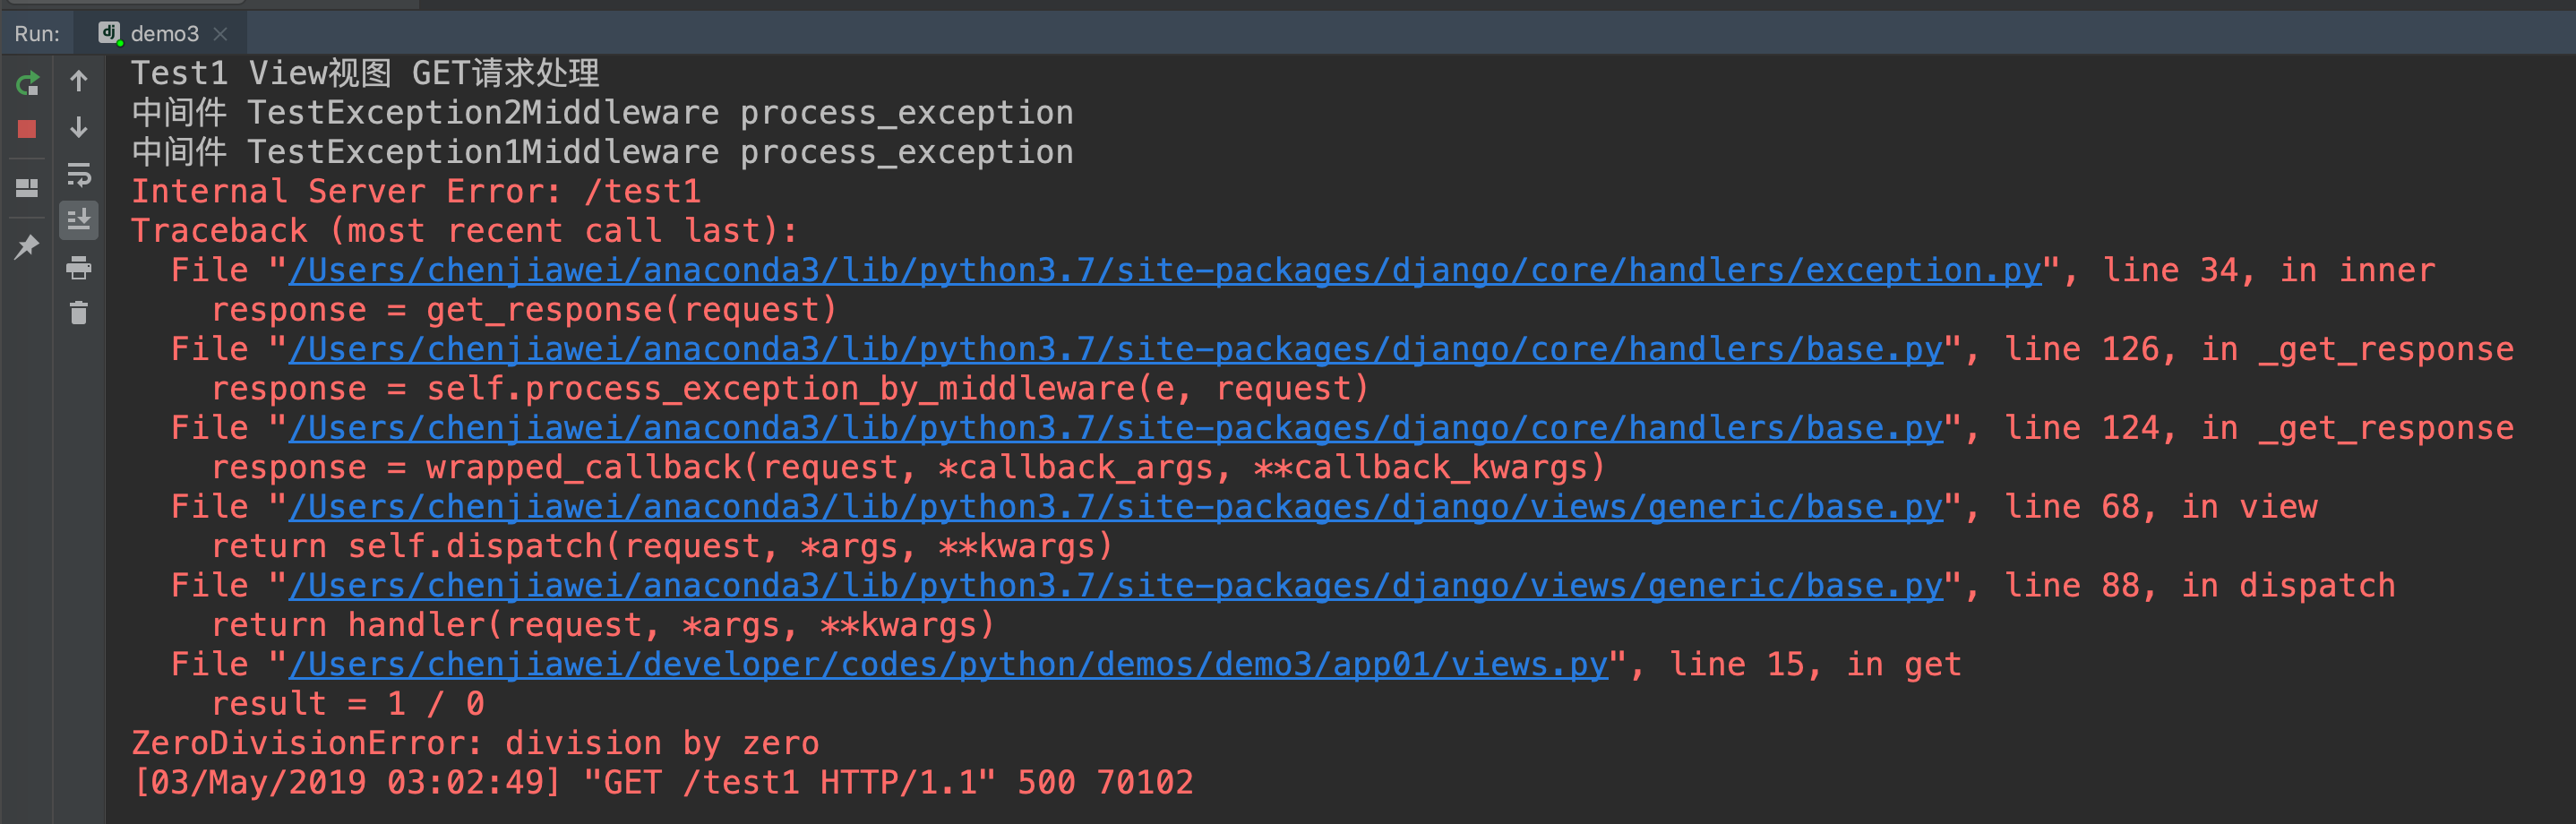 Run:
demo3
Test1 View视图 GET请求处理
中间件 TestException2Middleware process_exception
中间件 TestException1Middleware process_exception
Internal Server Error: /test1
Traceback (most recent call last):
  File "/Users/chenjiawei/anaconda3/lib/python3.7/site-packages/django/core/handlers/exception.py", line 34, in inner
    response = get_response(request)
  File "/Users/chenjiawei/anaconda3/lib/python3.7/site-packages/django/core/handlers/base.py", line 126, in _get_response
    response = self.process_exception_by_middleware(e, request)
  File "/Users/chenjiawei/anaconda3/lib/python3.7/site-packages/django/core/handlers/base.py", line 124, in _get_response
    response = wrapped_callback(request, *callback_args, **callback_kwargs)
  File "/Users/chenjiawei/anaconda3/lib/python3.7/site-packages/django/views/generic/base.py", line 68, in view
    return self.dispatch(request, *args, **kwargs)
  File "/Users/chenjiawei/anaconda3/lib/python3.7/site-packages/django/views/generic/base.py", line 88, in dispatch
    return handler(request, *args, **kwargs)
  File "/Users/chenjiawei/developer/codes/python/demos/demo3/app01/views.py", line 15, in get
    result = 1 / 0
ZeroDivisionError: division by zero
[03/May/2019 03:02:49] "GET /test1 HTTP/1.1" 500 70102